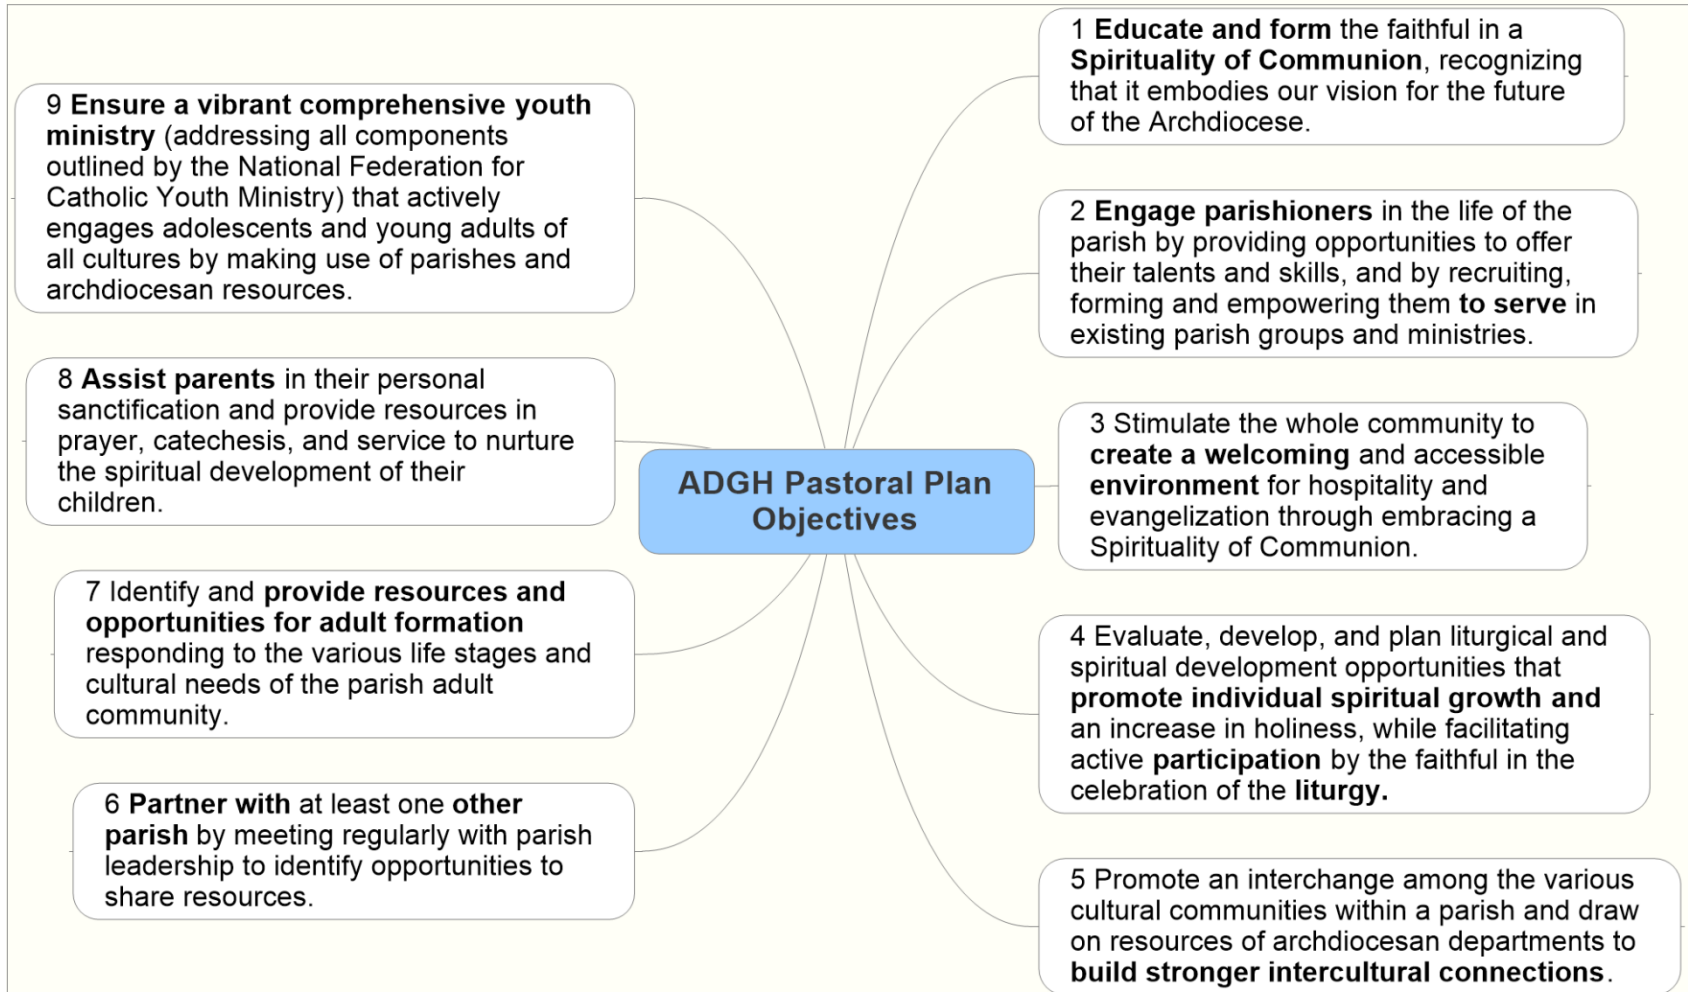 ADGH Pastoral Plan
Objectives
1 Educate and form the faithful in a
Spirituality of Communion, recognizing
that it embodies our vision for the future
of the Archdiocese.
2 Engage parishioners in the life of the
parish by providing opportunities to offer
their talents and skills, and by recruiting,
forming and empowering them to serve in
existing parish groups and ministries.
3 Stimulate the whole community to
create a welcoming and accessible
environment for hospitality and
evangelization through embracing a
Spirituality of Communion.
4 Evaluate, develop, and plan liturgical and
spiritual development opportunities that
promote individual spiritual growth and
an increase in holiness, while facilitating
active participation by the faithful in the
celebration of the liturgy.
5 Promote an interchange among the various
cultural communities within a parish and draw
on resources of archdiocesan departments to
build stronger intercultural connections.
6 Partner with at least one other
parish by meeting regularly with parish
leadership to identify opportunities to
share resources.
7 Identify and provide resources and
opportunities for adult formation
responding to the various life stages and
cultural needs of the parish adult
community.
8 Assist parents in their personal
sanctification and provide resources in
prayer, catechesis, and service to nurture
the spiritual development of their
children.
9 Ensure a vibrant comprehensive youth
ministry (addressing all components
outlined by the National Federation for
Catholic Youth Ministry) that actively
engages adolescents and young adults of
all cultures by making use of parishes and
archdiocesan resources.